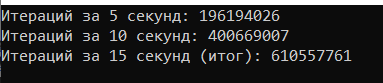 Итераций за 5 секунд: 196194026
Итераций за 10 секунд: 400669007
Итераций за 15 секунд (итог): 610557761